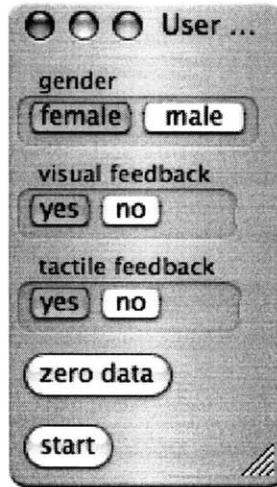 User ...
gender
female male
visual feedback
yes no
tactile feedback
yes no
zero data
start